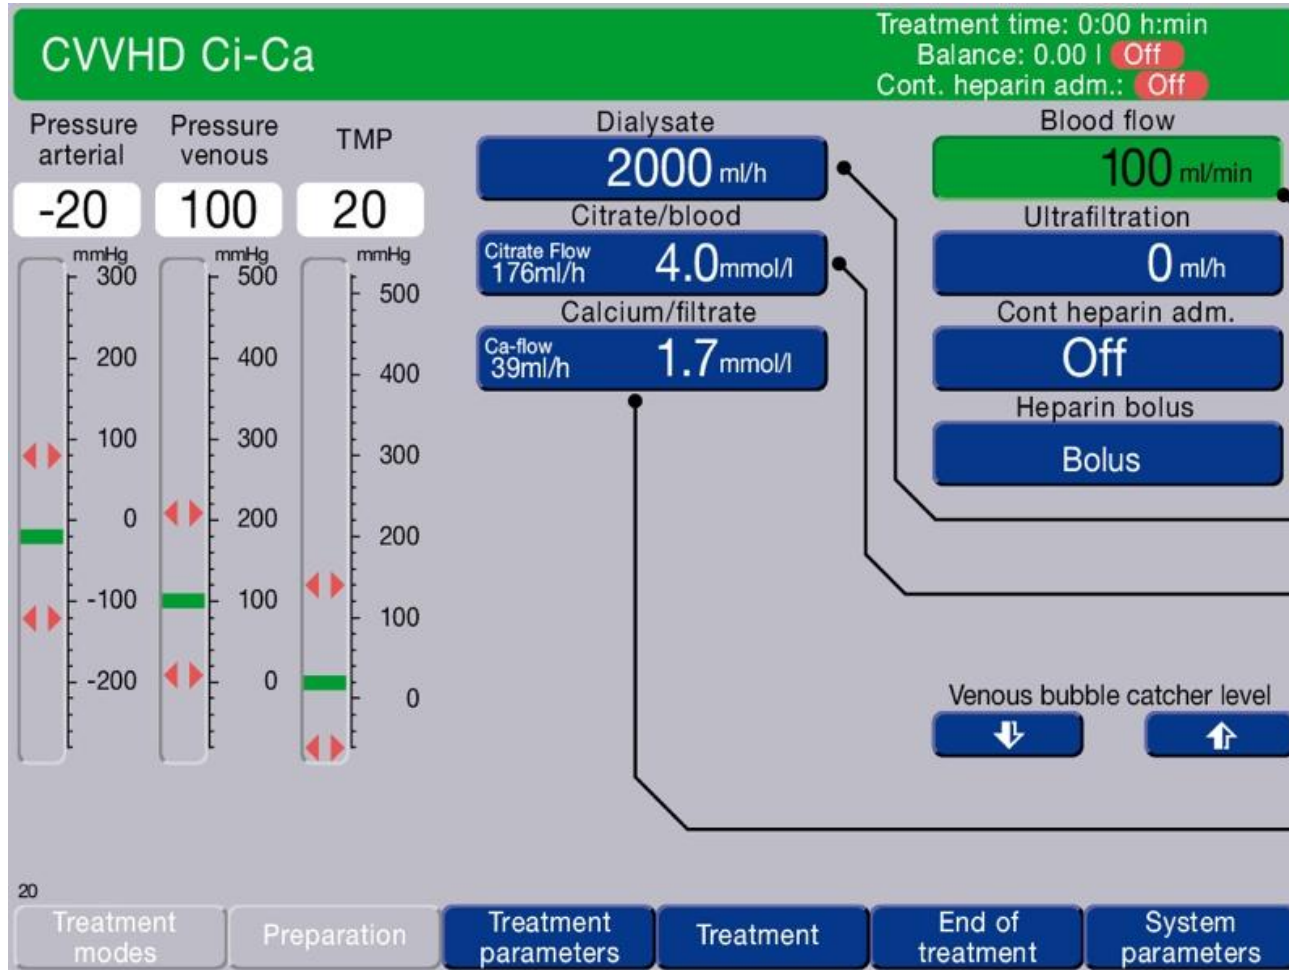 CVVHD Ci-Ca
Treatment time: 0:00 h:min
Balance: 0.00 l Off
Cont. heparin adm.: Off
Pressure
arterial
Pressure
venous
TMP
-20
100
20
mmHg
300
200
100
0
-100
-200
mmHg
500
400
300
200
100
0
mmHg
500
400
300
200
100
0
Dialysate
2000 ml/h
Citrate/blood
Citrate Flow
176ml/h
4.0mmol/l
Calcium/filtrate
Ca-flow
39ml/h
1.7mmol/l
Blood flow
100 ml/min
Ultrafiltration
0 ml/h
Cont heparin adm.
Off
Heparin bolus
Bolus
Venous bubble catcher level
20
Treatment
modes
Preparation
Treatment
parameters
Treatment
End of
treatment
System
parameters